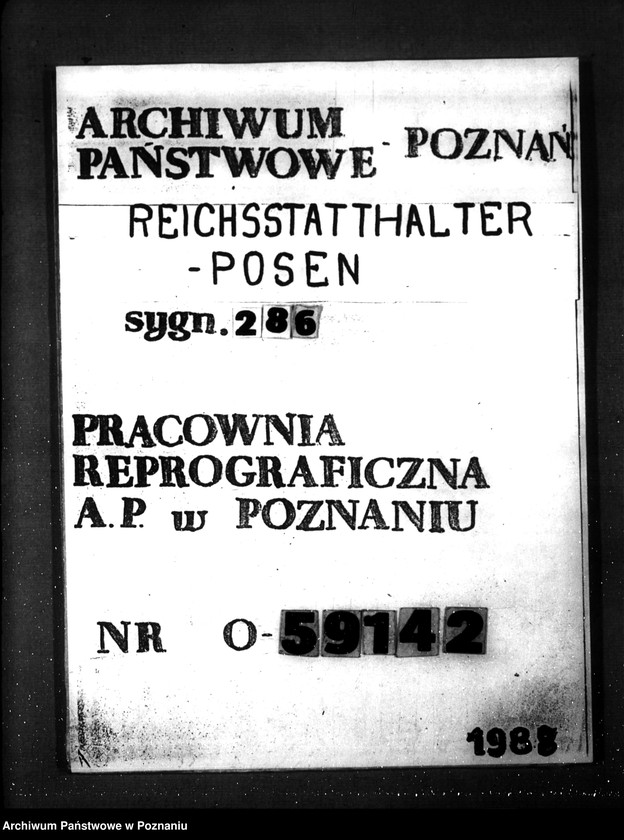 ARCHIWUM
PAŃSTWOWE - POZNAŃ
REICHSSTATTHALTER
-POSEN
sygn. 286
PRACOWNIA
REPROGRAFICZNA
A.P. w POZNANIU
NR O-59142
1988
Archiwum Państwowe w Poznaniu